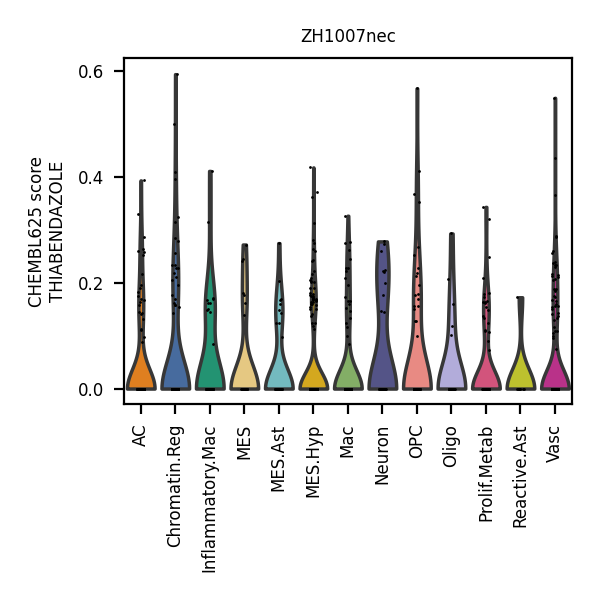 ZH1007nec
CHEMBL625 score
THIABENDAZOLE
0.6
0.4
0.2
0.0
AC
Chromatin.Reg
Inflammatory.Mac
MES
MES.Ast
MES.Hyp
Mac
Neuron
OPC
Oligo
Prolif.Metab
Reactive.Ast
Vasc